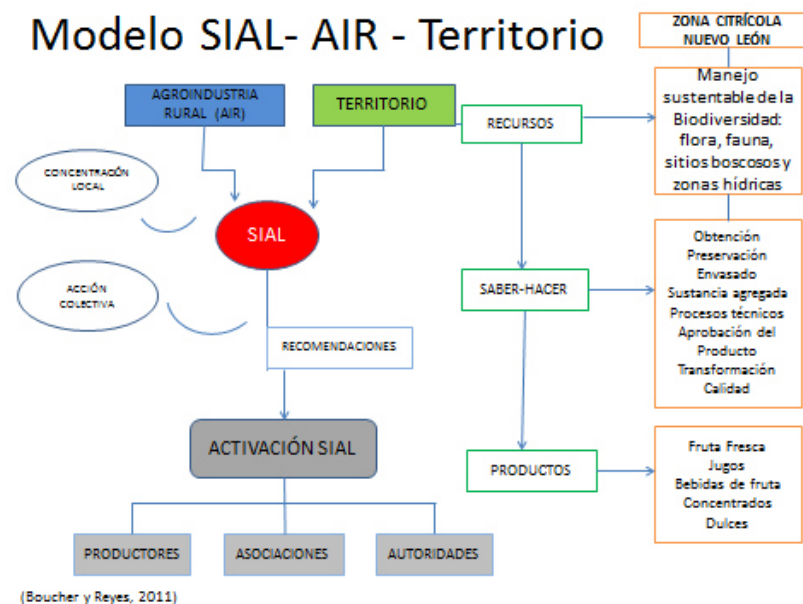 Modelo SIAL- AIR - Territorio
ZONA CITRÍCOLA
NUEVO LEÓN
AGROINDUSTRIA
RURAL (AIR)
TERRITORIO
RECURSOS
Manejo
sustentable de la
Biodiversidad:
flora, fauna,
sitios boscosos y
zonas hídricas
CONCENTRACIÓN
LOCAL
SIAL
ACCIÓN
COLECTIVA
SABER-HACER
Obtención
Preservación
Envasado
Sustancia agregada
Procesos técnicos
Aprobación del
Producto
Transformación
Calidad
RECOMENDACIONES
ACTIVACIÓN SIAL
PRODUCTOS
Fruta Fresca
Jugos
Bebidas de fruta
Concentrados
Dulces
PRODUCTORES
ASOCIACIONES
AUTORIDADES
(Boucher y Reyes, 2011)